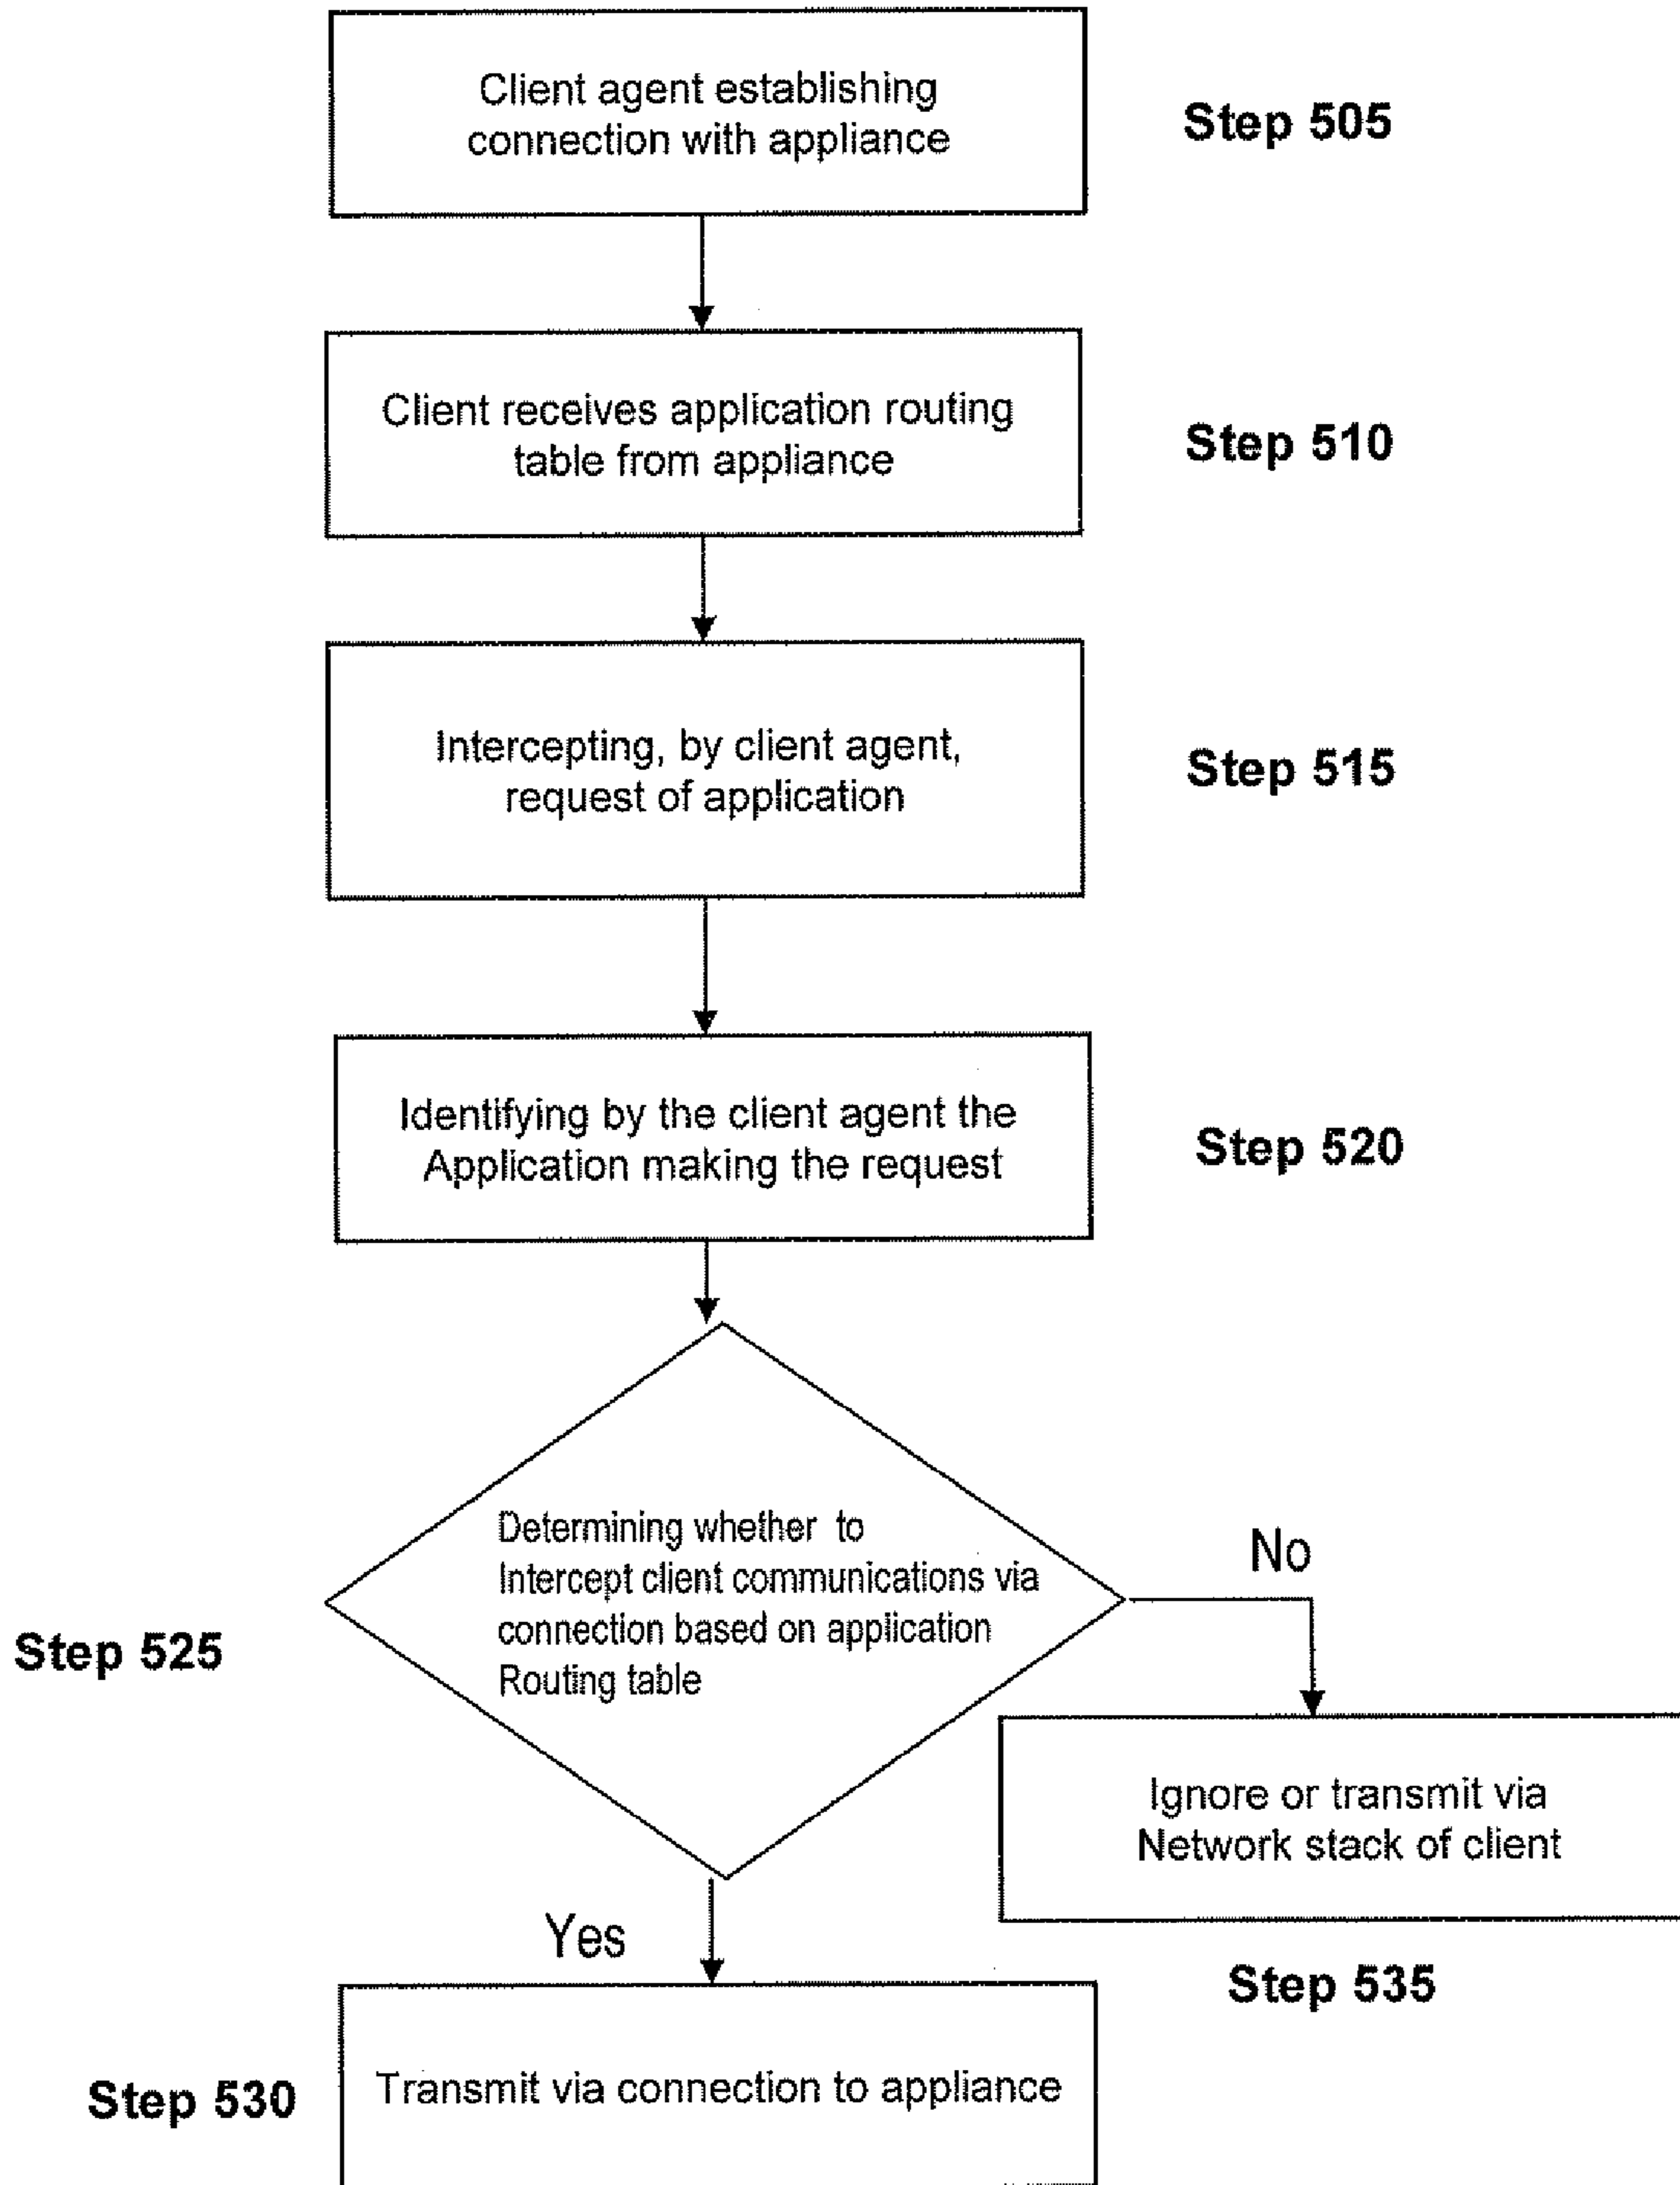 Client agent establishing
connection with appliance
Step 505
Client receives application routing
table from appliance
Step 510
Intercepting, by client agent,
request of application
Step 515
Identifying by the client agent the
Application making the request
Step 520
Determining whether to
Intercept client communications via
connection based on application
Routing table
Step 525
No
Ignore or transmit via
Network stack of client
Step 535
Yes
Transmit via connection to appliance
Step 530